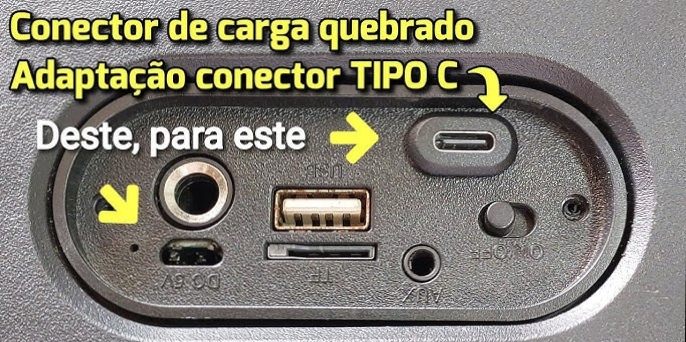 Conector de carga quebrado
Adaptação conector TIPO C
Deste, para este
USB
DC 5V
TF
AUX
ON/OFF